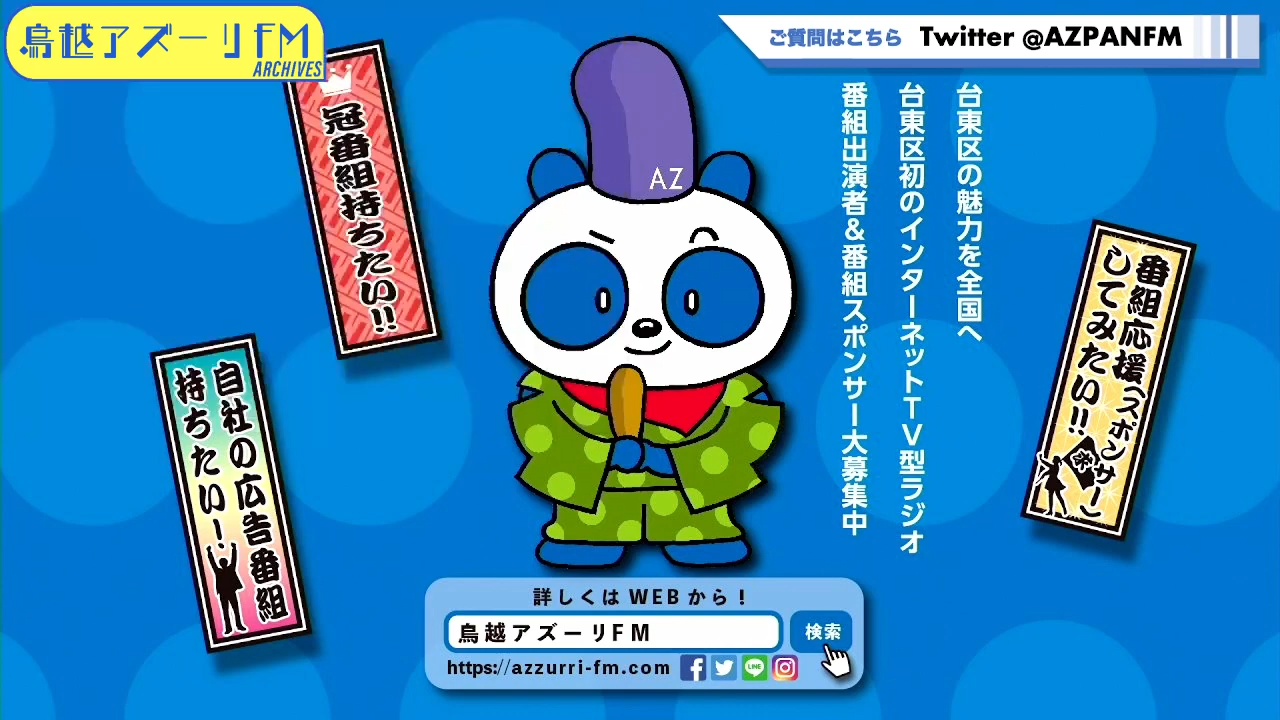 鳥越アズーリFM
ARCHIVES
ご質問はこちら Twitter @AZPANFM
冠番組持ちたい!!
自社の広告番組
持ちたい!
AZ
台東区の魅力を全国へ
台東区初のインターネットTV型ラジオ
番組出演者&番組スポンサー大募集中
番組応援(スポンサー)
してみたい!!
詳しくはWEBから!
鳥越アズーリFM
検索
https://azzurri-fm.com
LINE